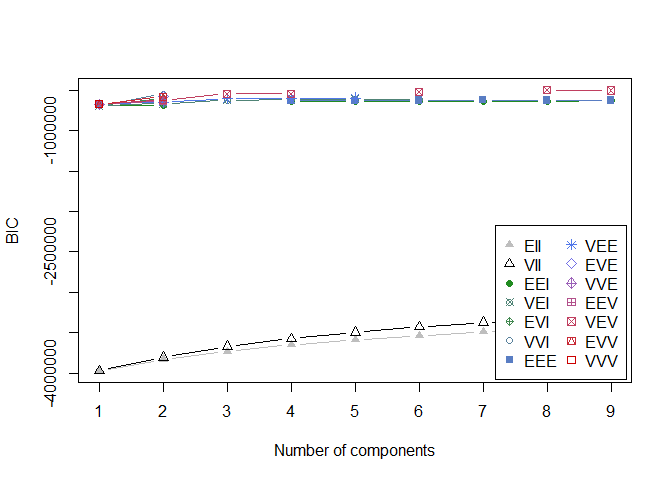 BIC
-1000000
-2500000
-4000000
EII
VII
EEI
VEI
EVI
VVI
EEE
VEE
EVE
VVE
EEV
VEV
EVV
VVV
1 2 3 4 5 6 7 8 9
Number of components